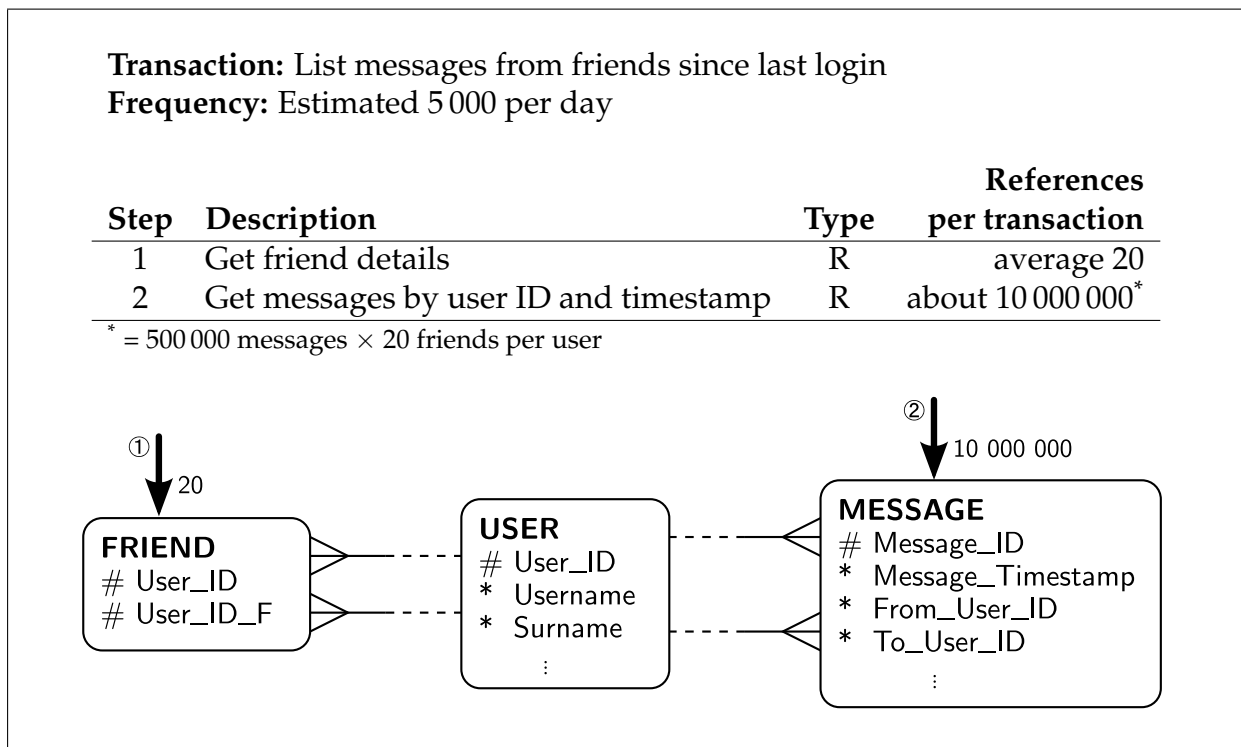 Transaction: List messages from friends since last login
Frequency: Estimated 5 000 per day
References
Step Description Type per transaction
1 Get friend details R average 20
2 Get messages by user ID and timestamp R about 10 000 000*
* = 500 000 messages × 20 friends per user
① 20
② 10 000 000
FRIEND
# User_ID
# User_ID_F
USER
# User_ID
* Username
* Surname
⋮
MESSAGE
# Message_ID
* Message_Timestamp
* From_User_ID
* To_User_ID
⋮